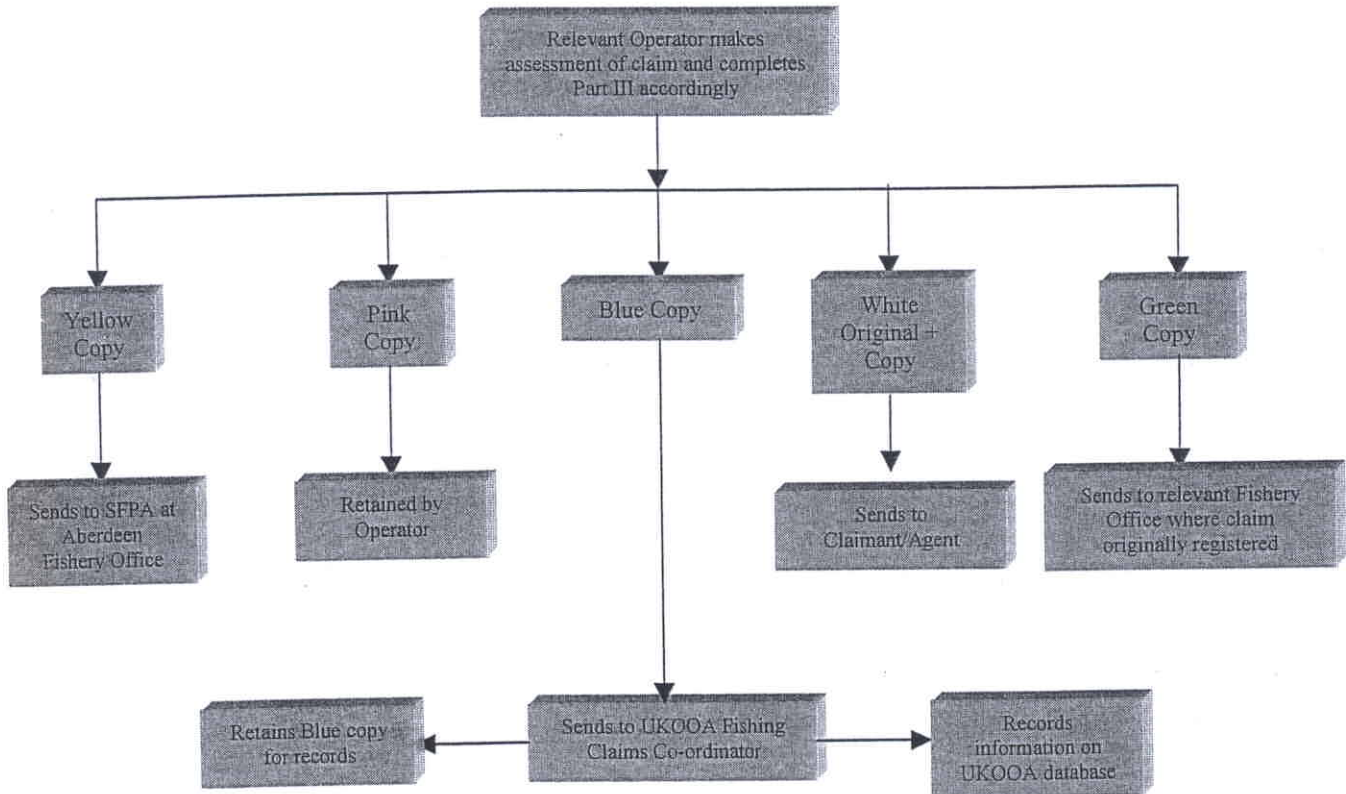 Relevant Operator makes
assessment of claim and completes
Part III accordingly
Yellow
Copy
Pink
Copy
Blue Copy
White
Original +
Copy
Green
Copy
Sends to SFPA at
Aberdeen
Fishery Office
Retained by
Operator
Sends to
Claimant/Agent
Sends to relevant Fishery
Office where claim
originally registered
Retains Blue copy
for records
Sends to UKOOA Fishing
Claims Co-ordinator
Records
information on
UKOOA database